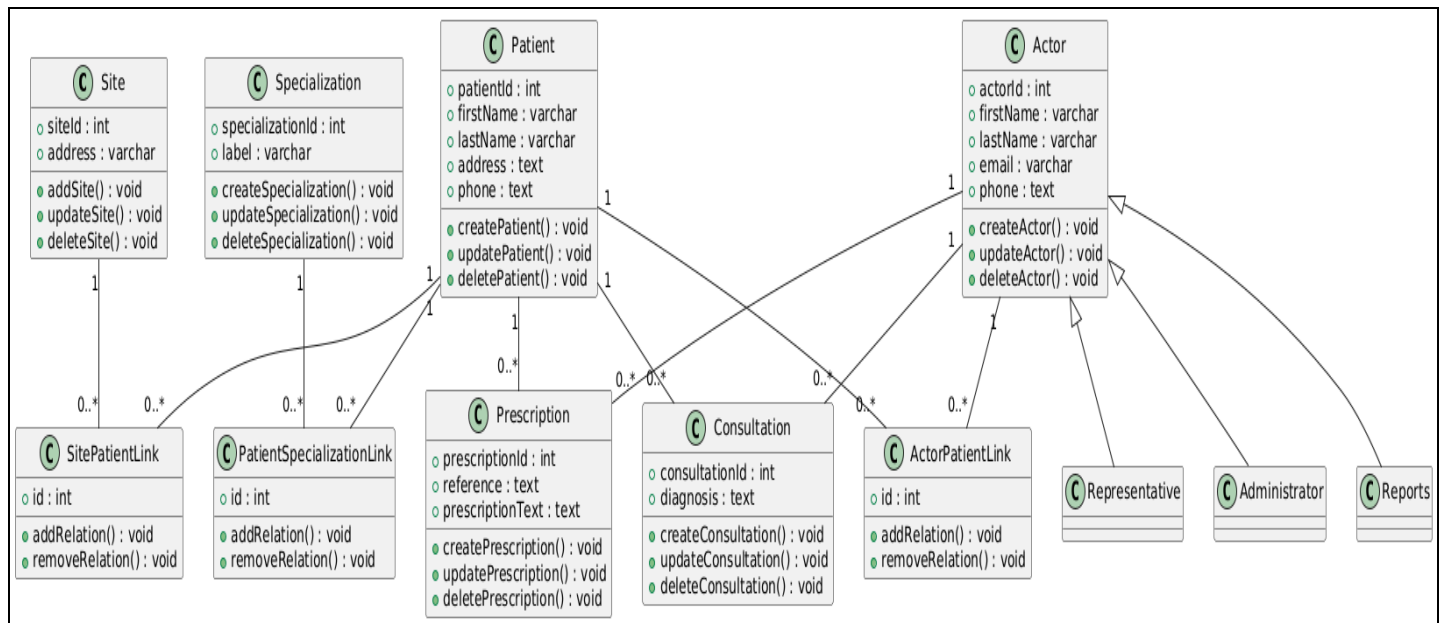 C Site
siteId : int
address : varchar
addSite() : void
updateSite() : void
deleteSite() : void
C Specialization
specializationId : int
label : varchar
createSpecialization() : void
updateSpecialization() : void
deleteSpecialization() : void
C Patient
patientId : int
firstName : varchar
lastName : varchar
address : text
phone : text
createPatient() : void
updatePatient() : void
deletePatient() : void
C Actor
actorId : int
firstName : varchar
lastName : varchar
email : varchar
phone : text
createActor() : void
updateActor() : void
deleteActor() : void
1
1
1
1
1
1
1
1
1
1
0..*
0..*
0..*
0..*
0..*
0..*
0..*
0..*
0..*
0..*
C SitePatientLink
id : int
addRelation() : void
removeRelation() : void
C PatientSpecializationLink
id : int
addRelation() : void
removeRelation() : void
C Prescription
prescriptionId : int
reference : text
prescriptionText : text
createPrescription() : void
updatePrescription() : void
deletePrescription() : void
C Consultation
consultationId : int
diagnosis : text
createConsultation() : void
updateConsultation() : void
deleteConsultation() : void
C ActorPatientLink
id : int
addRelation() : void
removeRelation() : void
C Representative
C Administrator
C Reports